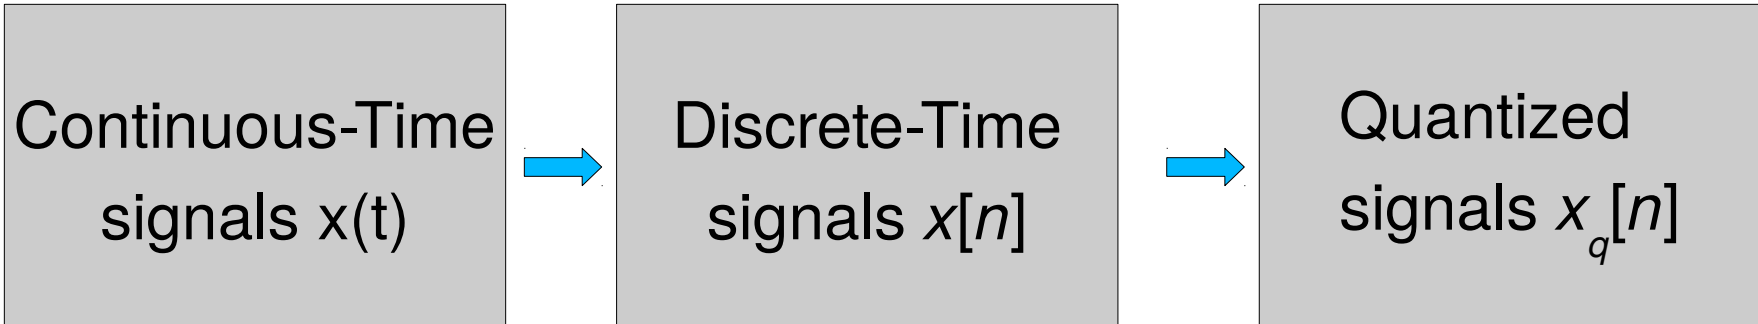 Continuous-Time
signals x(t)
Discrete-Time
signals x[n]
Quantized
signals x_q[n]